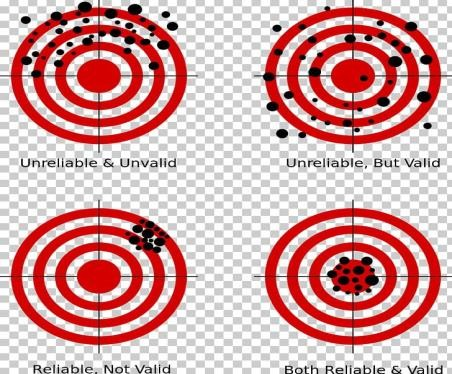 Unreliable & Unvalid
Unreliable, But Valid
Reliable, Not Valid
Both Reliable & Valid